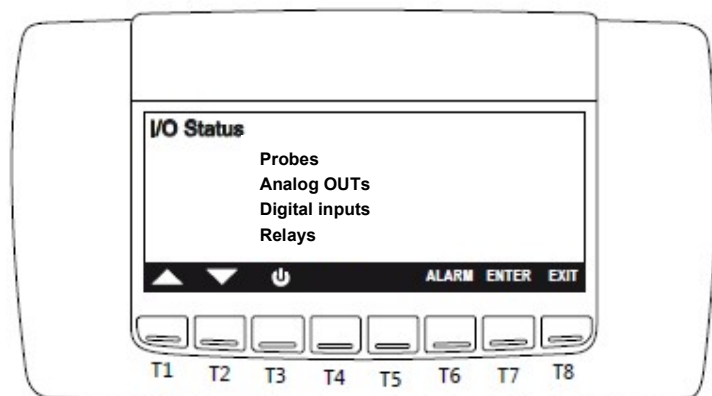 I/O Status
Probes
Analog OUTs
Digital inputs
Relays
ALARM ENTER EXIT
T1 T2 T3 T4 T5 T6 T7 T8